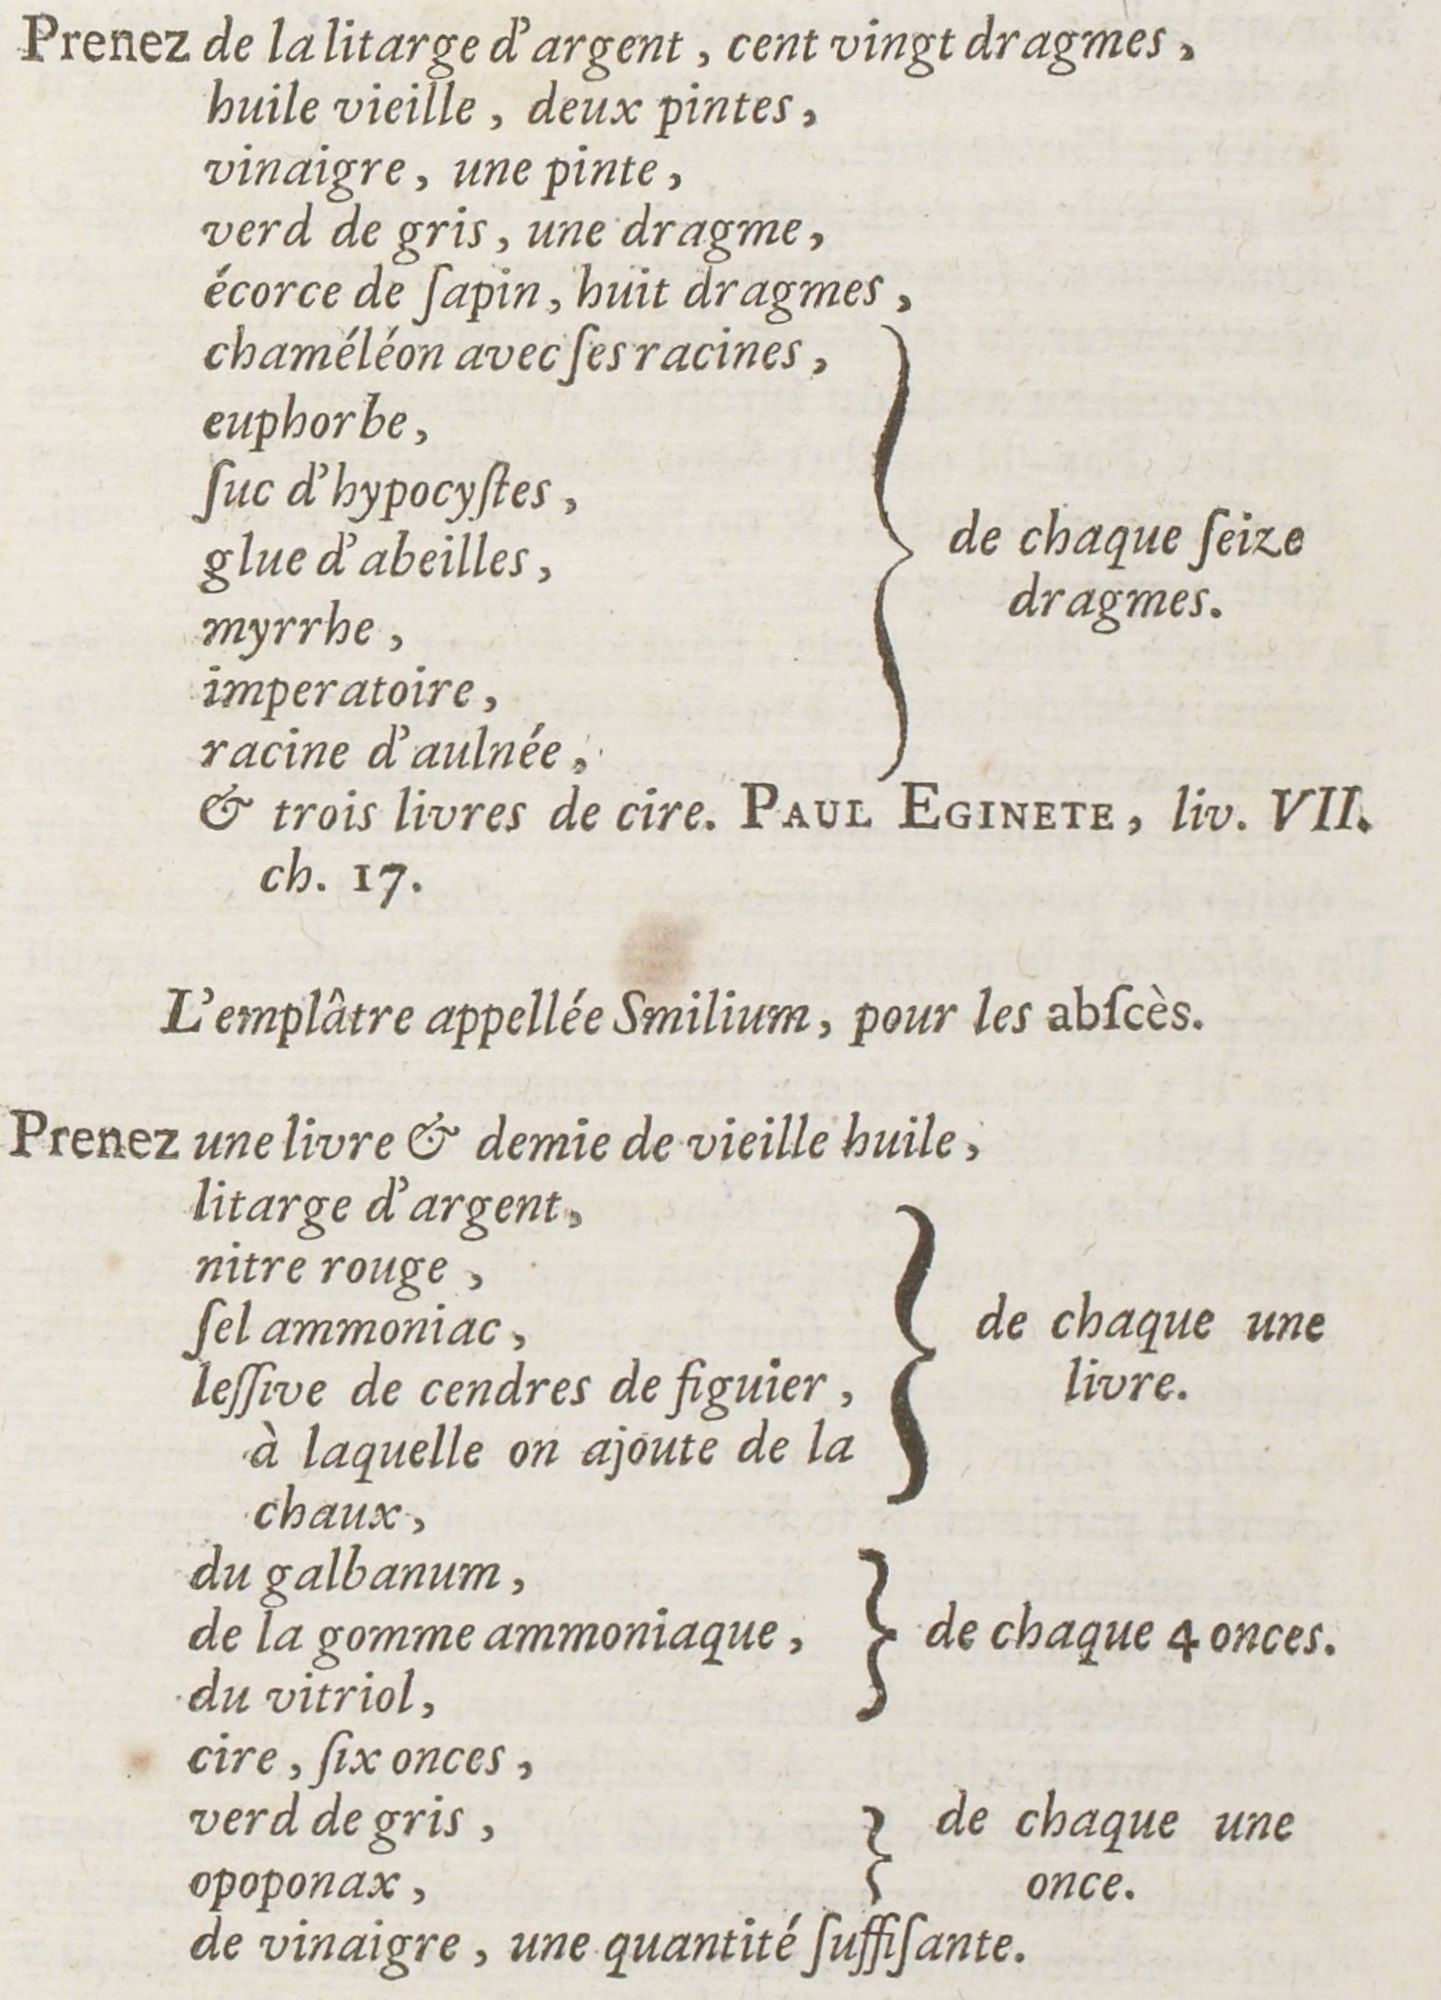 Prenez de la litarge d'argent, cent vingt dragmes,
huile vieille, deux pintes,
vinaigre, une pinte,
verd de gris, une dragme,
écorce de ſapin, huit dragmes,
chaméléon avec ſes racines,
euphorbe,
ſuc d'hypocyſtes,
glue d'abeilles,
myrrhe,
imperatoire,
racine d'aulnée,
de chaque ſeize
dragmes.
& trois livres de cire. PAUL EGINETE, liv. VII.
ch. 17.
L'emplâtre appellée Smilium, pour les abſcès.
Prenez une livre & demie de vieille huile,
litarge d'argent,
nitre rouge,
ſel ammoniac,
leſſive de cendres de figuier,
à laquelle on ajoute de la
chaux,
de chaque une
livre.
du galbanum,
de la gomme ammoniaque,
du vitriol,
de chaque 4 onces.
cire, ſix onces,
verd de gris,
opoponax,
de chaque une
once.
de vinaigre, une quantité ſuffiſante.